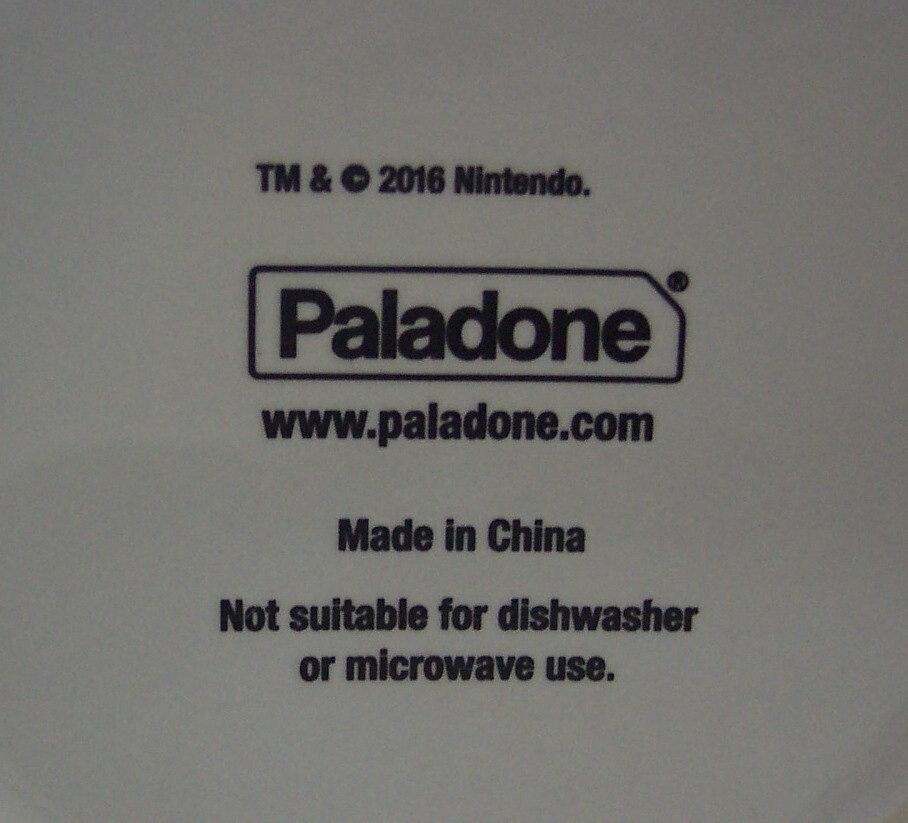 TM & © 2016 Nintendo.
Paladone®
www.paladone.com
Made in China
Not suitable for dishwasher
or microwave use.